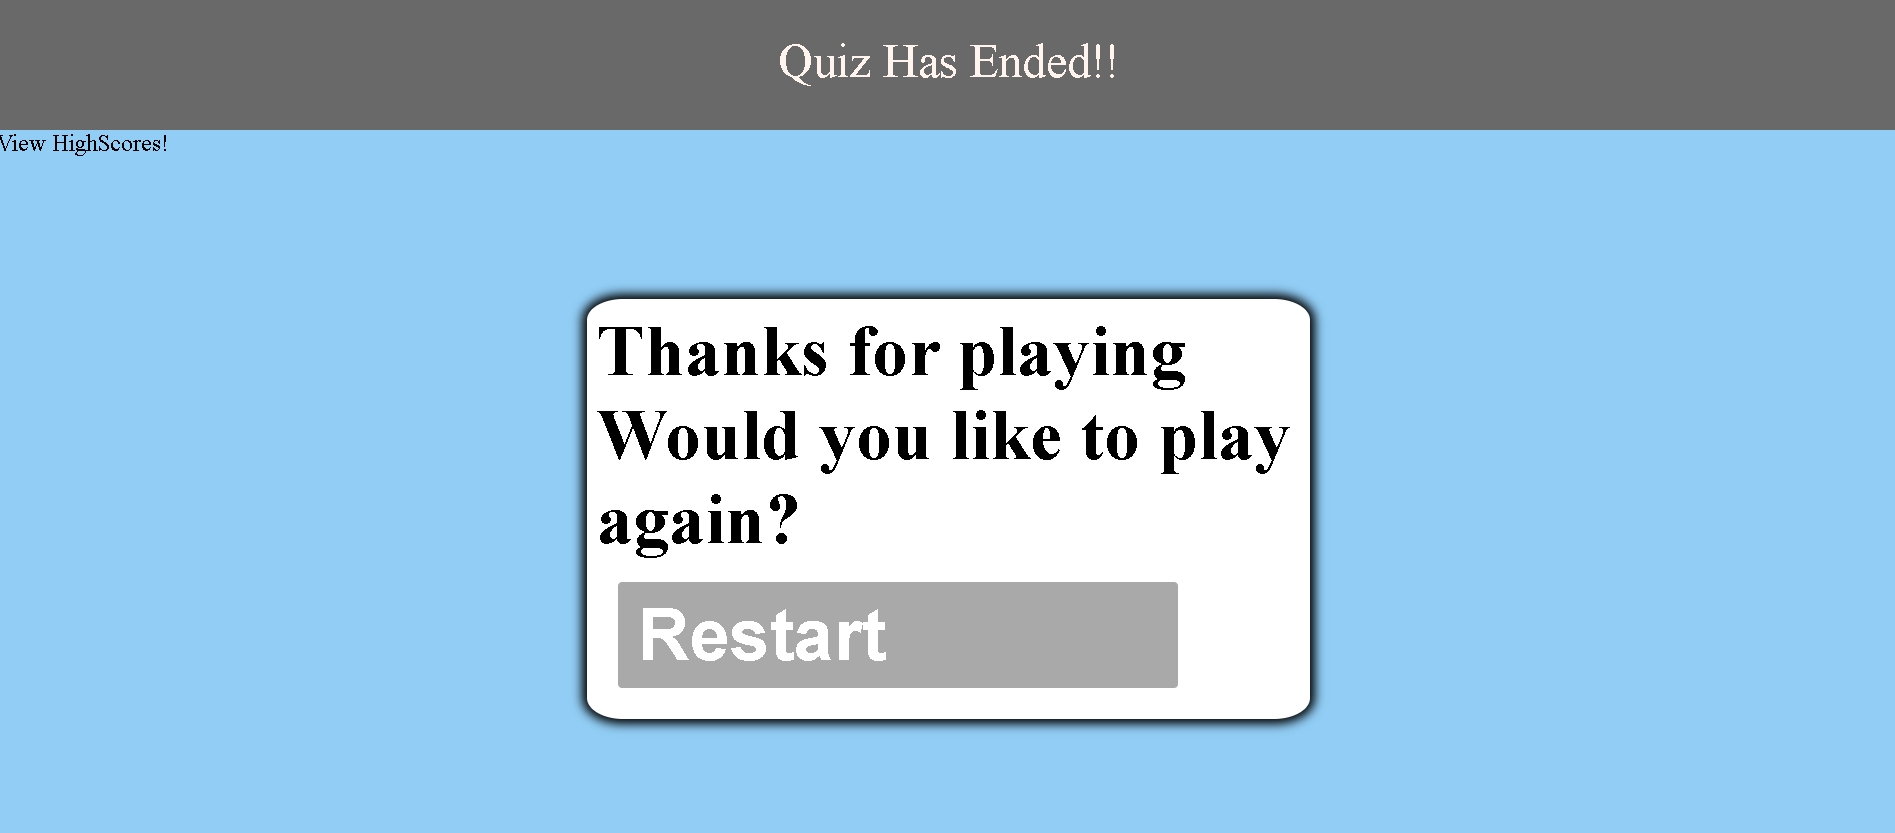 Quiz Has Ended!!
View HighScores!
Thanks for playing
Would you like to play
again?
Restart